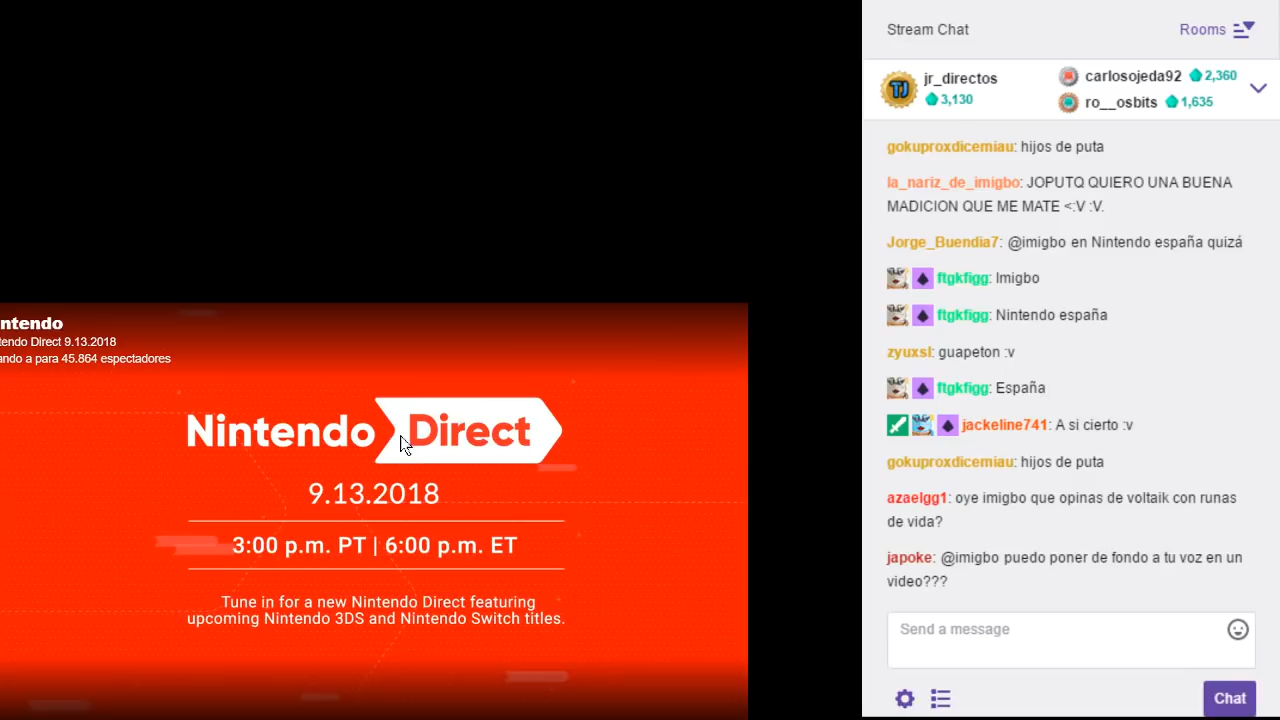 ntendo
tendo Direct 9.13.2018
ando a para 45.864 espectadores
Nintendo Direct
9.13.2018
3:00 p.m. PT | 6:00 p.m. ET
Tune in for a new Nintendo Direct featuring
upcoming Nintendo 3DS and Nintendo Switch titles.
Stream Chat
Rooms
TJ
jr_directos
3,130
carlosojeda92 2,360
ro__osbits 1,635
gokuproxdicemiau: hijos de puta
la_nariz_de_imigbo: JOPUTQ QUIERO UNA BUENA
MADICION QUE ME MATE <:V :V.
Jorge_Buendia7: @imigbo en Nintendo españa quizá
ftgkfigg: Imigbo
ftgkfigg: Nintendo españa
zyuxsl: guapeton :v
ftgkfigg: España
jackeline741: A si cierto :v
gokuproxdicemiau: hijos de puta
azaelgg1: oye imigbo que opinas de voltaik con runas
de vida?
japoke: @imigbo puedo poner de fondo a tu voz en un
video???
Send a message
Chat